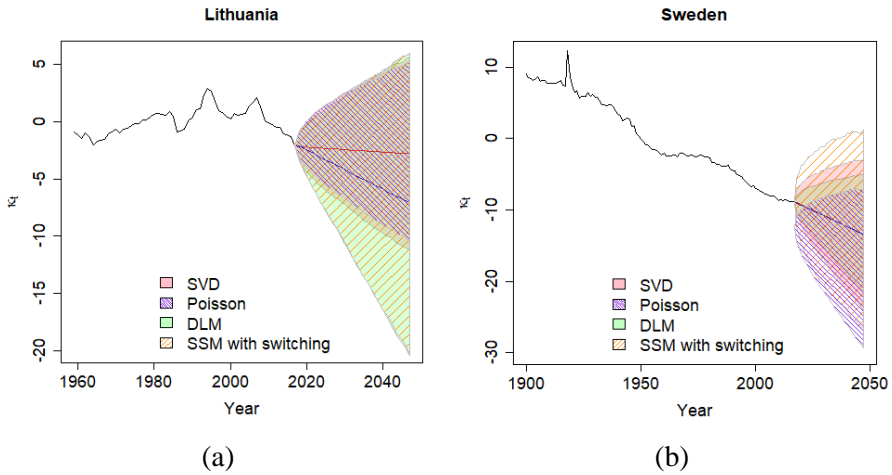 Lithuania
κt
5
0
-5
-10
-15
-20
SVD
Poisson
DLM
SSM with switching
1960 1980 2000 2020 2040
Year
(a)
Sweden
κt
10
0
-10
-20
-30
SVD
Poisson
DLM
SSM with switching
1900 1950 2000 2050
Year
(b)